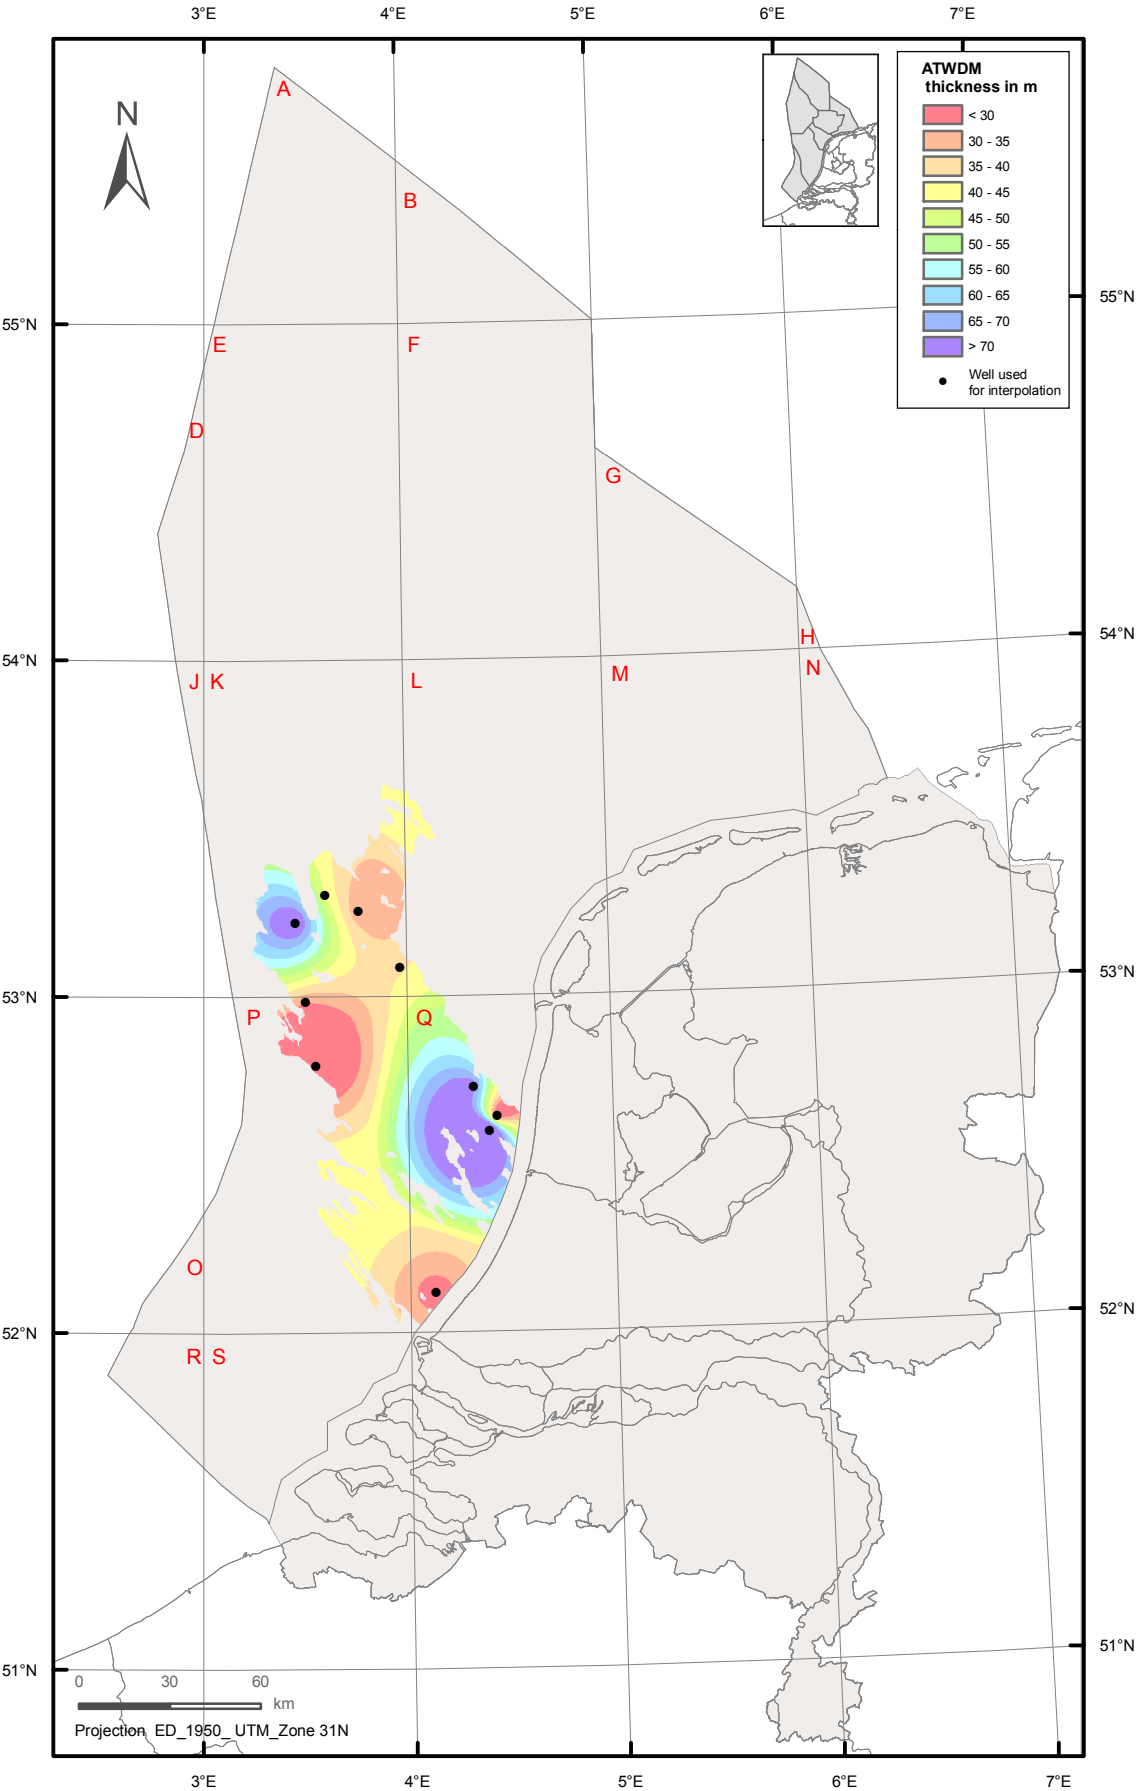 3°E 4°E 5°E 6°E 7°E
N
ATWDM
thickness in m
< 30
30 - 35
35 - 40
40 - 45
45 - 50
50 - 55
55 - 60
60 - 65
65 - 70
> 70
Well used
for interpolation
A
B
55°N 55°N
E F
D
G
H
54°N 54°N
J K L M N
53°N 53°N
P Q
O
52°N 52°N
R S
51°N 51°N
0 30 60
km
Projection ED_1950_ UTM_Zone 31N
3°E 4°E 5°E 6°E 7°E